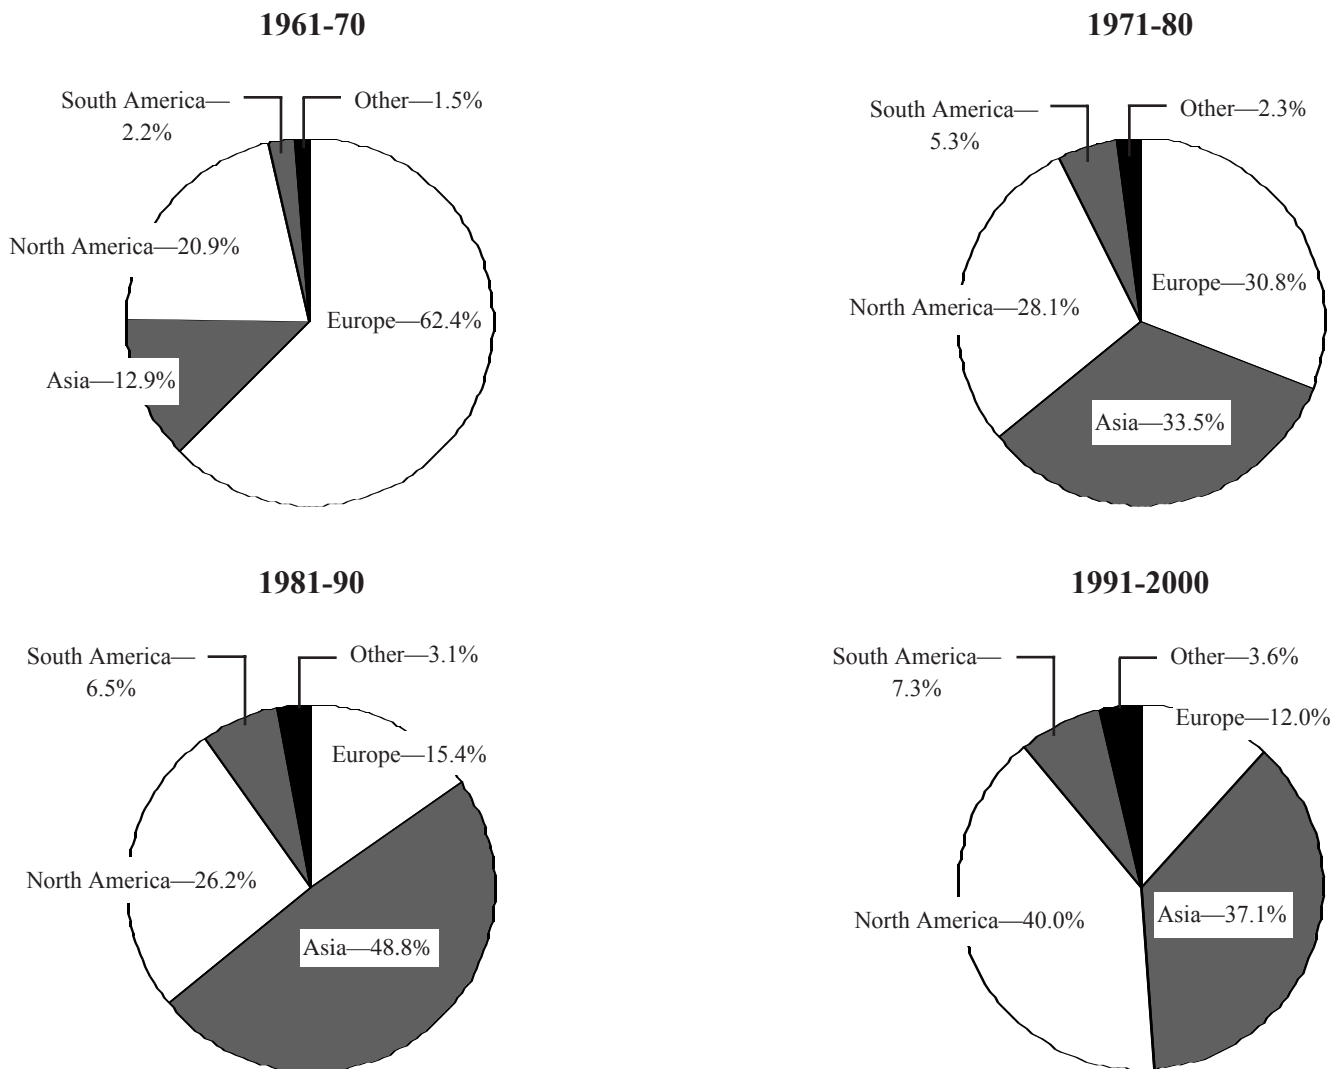 1961-70
South America—
2.2%
Other—1.5%
North America—20.9%
Europe—62.4%
Asia—12.9%
1971-80
South America—
5.3%
Other—2.3%
Europe—30.8%
North America—28.1%
Asia—33.5%
1981-90
South America—
6.5%
Other—3.1%
Europe—15.4%
North America—26.2%
Asia—48.8%
1991-2000
South America—
7.3%
Other—3.6%
Europe—12.0%
Asia—37.1%
North America—40.0%